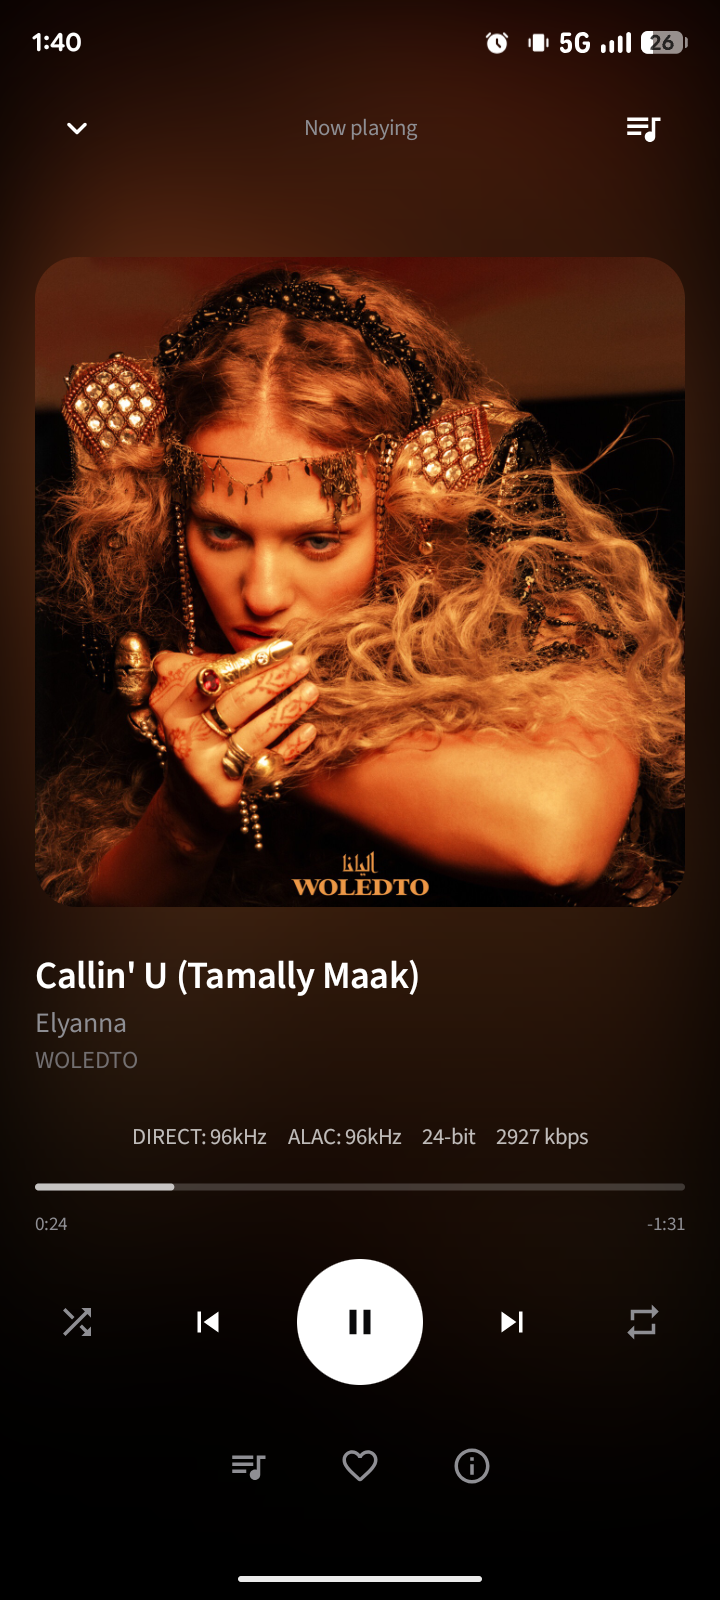 1:40
5G
26
Now playing
اليانا
WOLEDTO
Callin' U (Tamally Maak)
Elyanna
WOLEDTO
DIRECT: 96kHz ALAC: 96kHz 24-bit 2927 kbps
0:24
-1:31